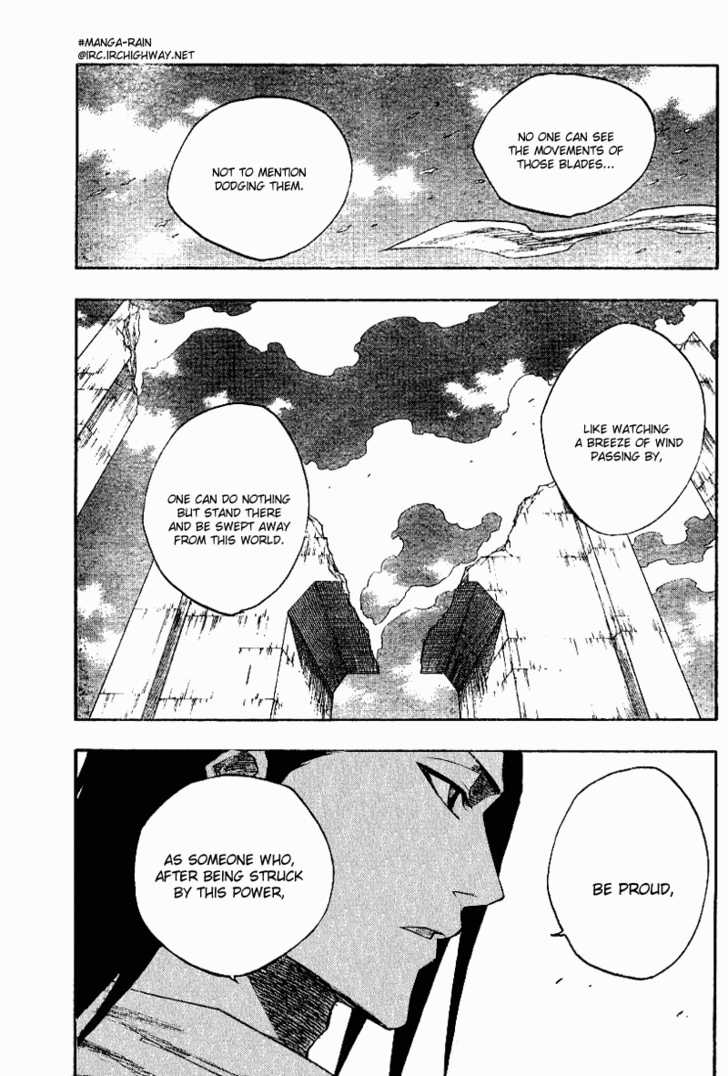 #MANGA-RAIN
@IRC.IRCHIGHWAY.NET
NO ONE CAN SEE
THE MOVEMENTS OF
THOSE BLADES...
NOT TO MENTION
DODGING THEM.
LIKE WATCHING
A BREEZE OF WIND
PASSING BY,
ONE CAN DO NOTHING
BUT STAND THERE
AND BE SWEPT AWAY
FROM THIS WORLD.
BE PROUD,
AS SOMEONE WHO,
AFTER BEING STRUCK
BY THIS POWER,